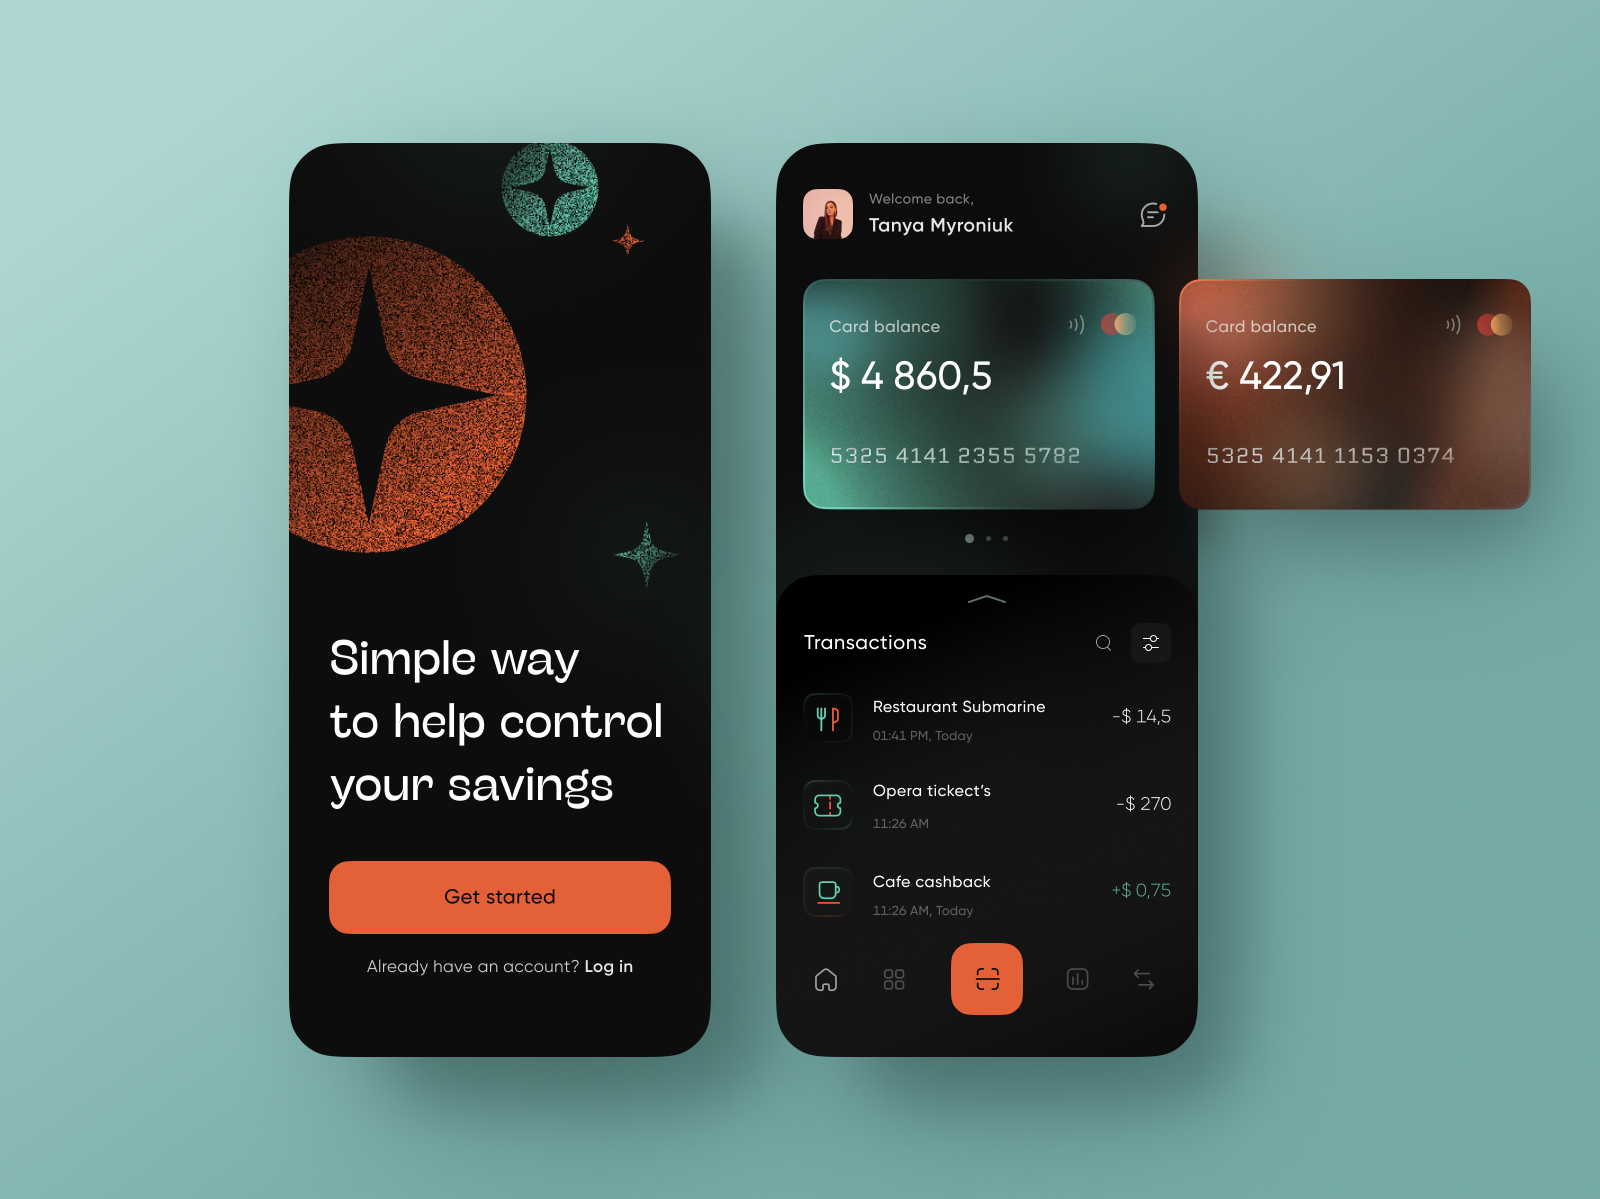 Simple way
to help control
your savings
Get started
Already have an account? Log in
Welcome back,
Tanya Myroniuk
Card balance
$ 4 860,5
5325 4141 2355 5782
Card balance
€ 422,91
5325 4141 1153 0374
Transactions
Restaurant Submarine
-$ 14,5
01:41 PM, Today
Opera tickect's
-$ 270
11:26 AM
Cafe cashback
+$ 0,75
11:26 AM, Today